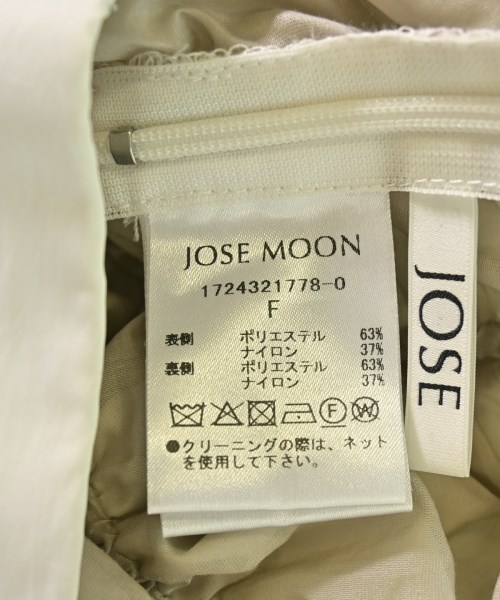 JOSE MOON
1724321778-0
F
表側 ポリエステル 63%
ナイロン 37%
裏側 ポリエステル 63%
ナイロン 37%
●クリーニングの際は、ネット
を使用して下さい。
JOSE